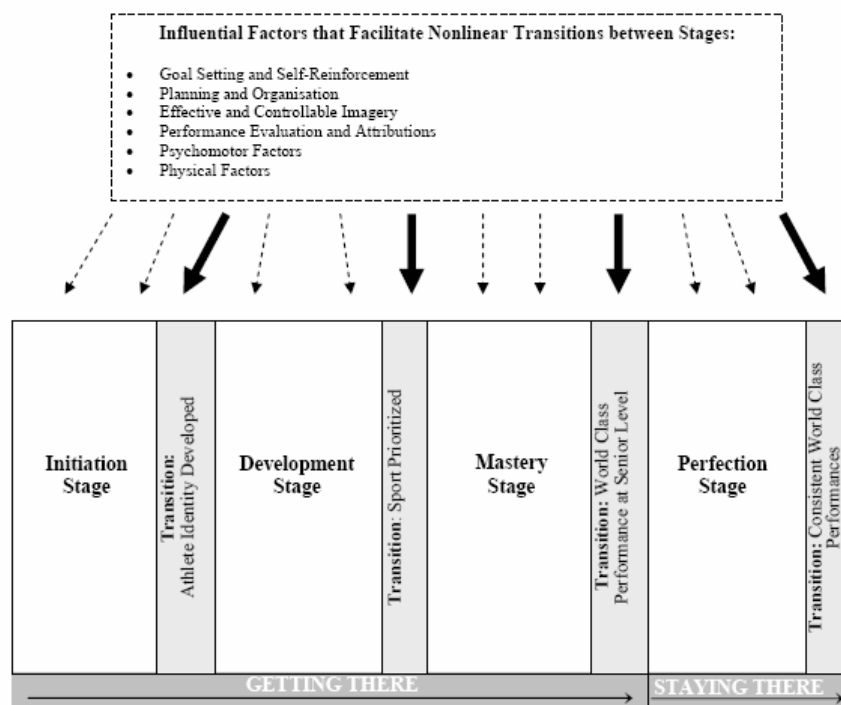 Influential Factors that Facilitate Nonlinear Transitions between Stages:
• Goal Setting and Self-Reinforcement
• Planning and Organisation
• Effective and Controllable Imagery
• Performance Evaluation and Attributions
• Psychomotor Factors
• Physical Factors
Initiation
Stage
Transition:
Athlete Identity Developed
Development
Stage
Transition: Sport Prioritized
Mastery
Stage
Transition: World Class
Performance at Senior Level
Perfection
Stage
Transition: Consistent World Class
Performances
GETTING THERE
STAYING THERE